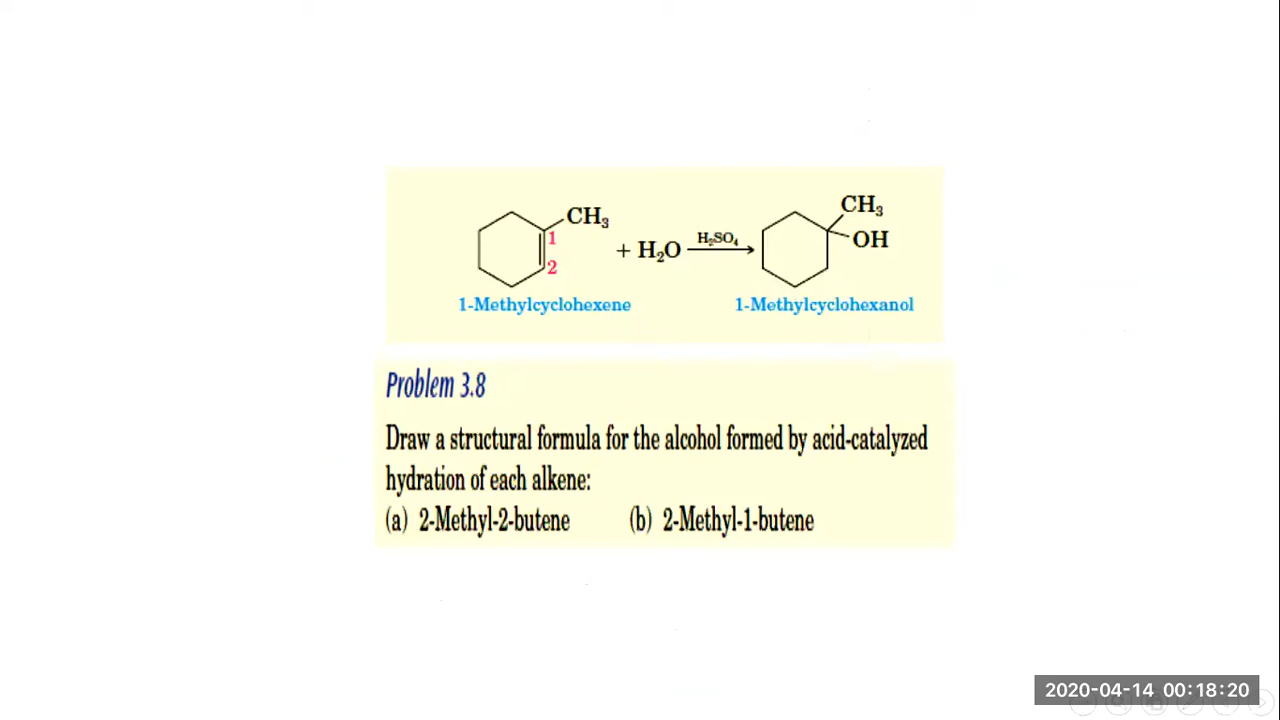 CH₃
1
2
+ H₂O
H₂SO₄
CH₃
OH
1-Methylcyclohexene
1-Methylcyclohexanol
Problem 3.8
Draw a structural formula for the alcohol formed by acid-catalyzed
hydration of each alkene:
(a) 2-Methyl-2-butene (b) 2-Methyl-1-butene
2020-04-14 00:18:20